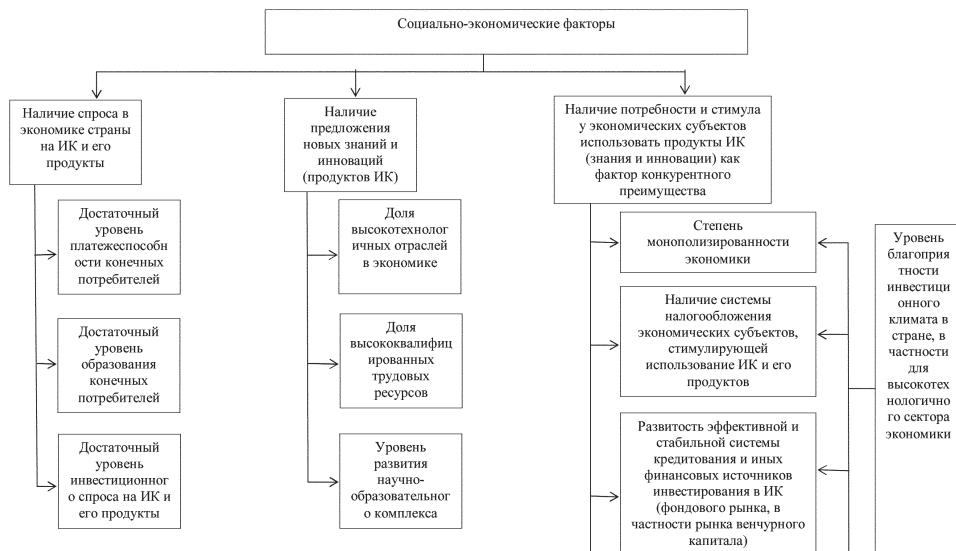 Социально-экономические факторы
Наличие спроса в
экономике страны
на ИК и его
продукты
Достаточный
уровень
платежеспособн
ости конечных
потребителей
Достаточный
уровень
образования
конечных
потребителей
Достаточный
уровень
инвестиционног
о спроса на ИК и
его продукты
Наличие
предложения
новых знаний и
инноваций
(продуктов ИК)
Доля
высокотехнолог
ичных отраслей
в экономике
Доля
высококвалифиц
ированных
трудовых
ресурсов
Уровень
развития
научно-
образовательног
о комплекса
Наличие потребности и стимула
у экономических субъектов
использовать продукты ИК
(знания и инновации) как
фактор конкурентного
преимущества
Степень
монополизированности
экономики
Наличие системы
налогообложения
экономических субъектов,
стимулирующей
использование ИК и его
продуктов
Развитость эффективной и
стабильной системы
кредитования и иных
финансовых источников
инвестирования в ИК
(фондового рынка, в
частности рынка венчурного
капитала)
Уровень
благоприя
тности
инвестици
онного
климата в
стране, в
частности
для
высокотех
нологично
го сектора
экономики